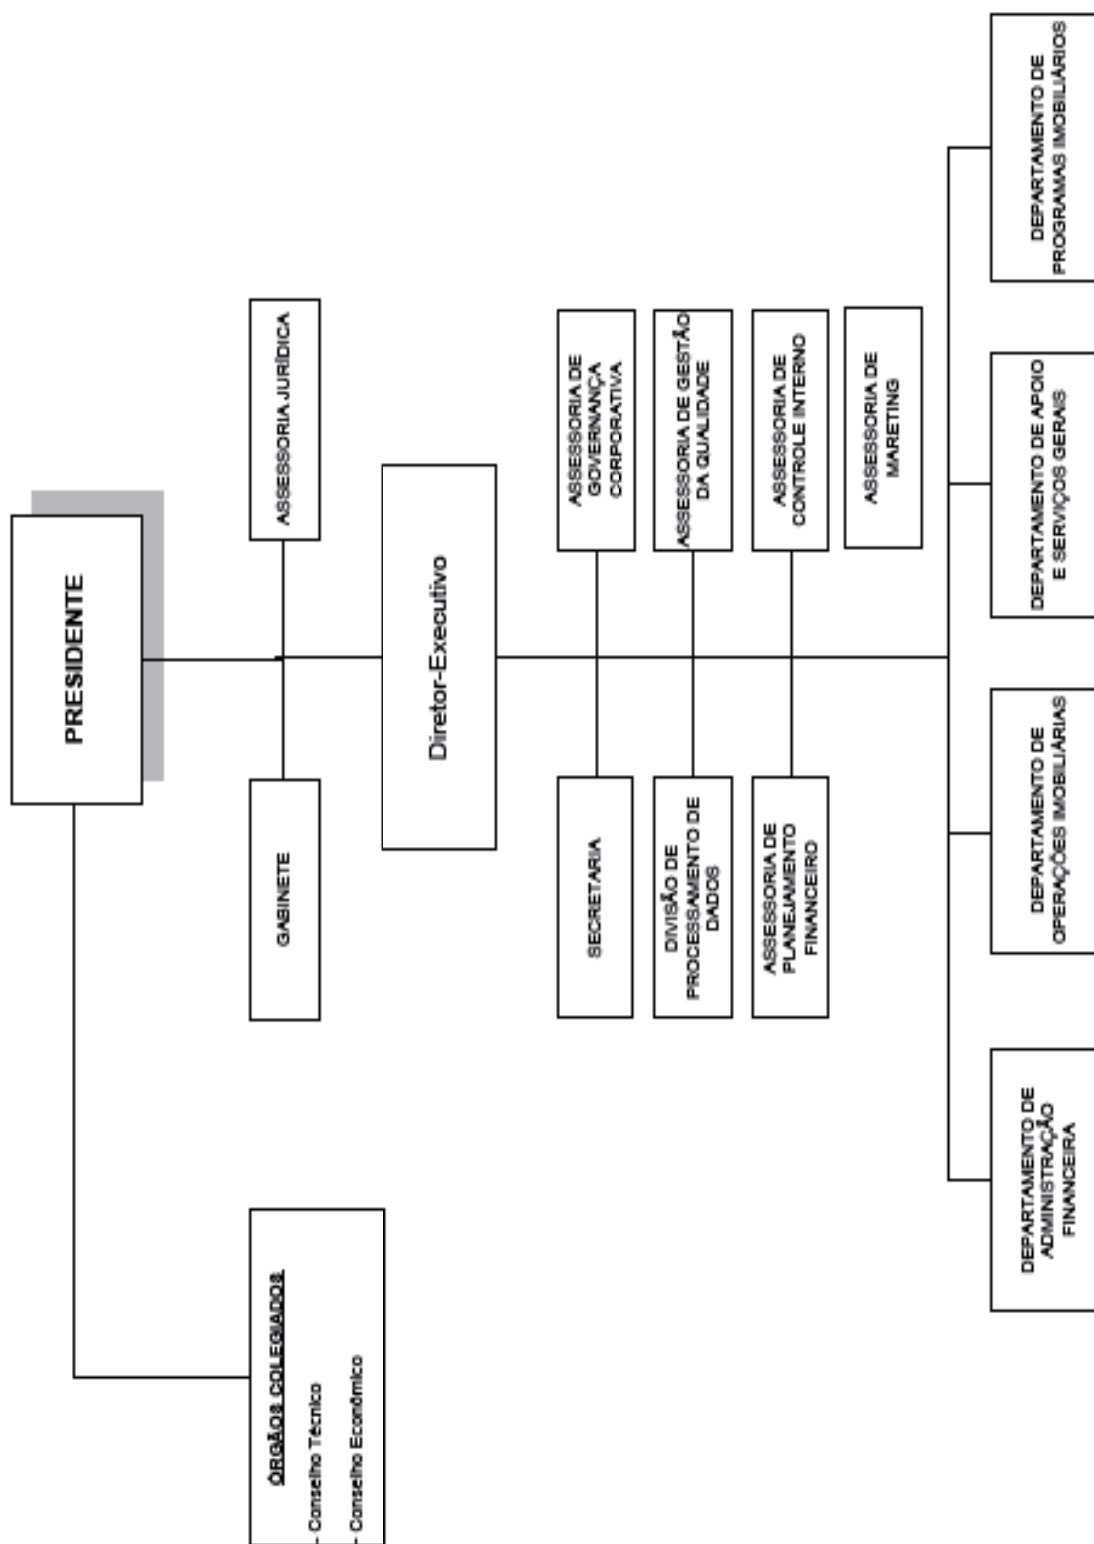 PRESIDENTE
ÓRGÃOS COLEGIADOS
- Conselho Técnico
- Conselho Econômico
GABINETE
ASSESSORIA JURÍDICA
Diretor-Executivo
SECRETARIA
ASSESSORIA DE
GOVERNANÇA
CORPORATIVA
DIVISÃO DE
PROCESSAMENTO DE
DADOS
ASSESSORIA DE GESTÃO
DA QUALIDADE
ASSESSORIA DE
PLANEJAMENTO
FINANCEIRO
ASSESSORIA DE
CONTROLE INTERNO
ASSESSORIA DE
MARETING
DEPARTAMENTO DE
ADMINISTRAÇÃO
FINANCEIRA
DEPARTAMENTO DE
OPERAÇÕES IMOBILIÁRIAS
DEPARTAMENTO DE APOIO
E SERVIÇOS GERAIS
DEPARTAMENTO DE
PROGRAMAS IMOBILIÁRIOS